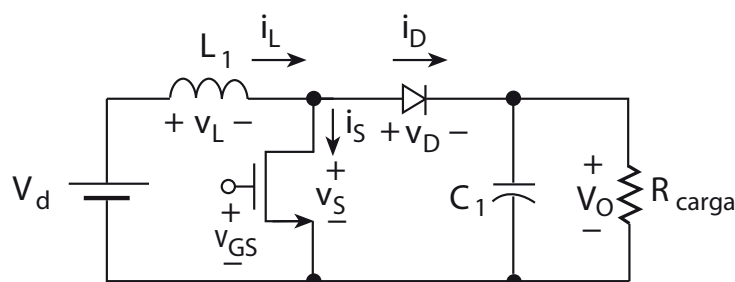 L1 iL iD
+ vL − iS + vD −
Vd + vS − C1 + VO − Rcarga
+ vGS −